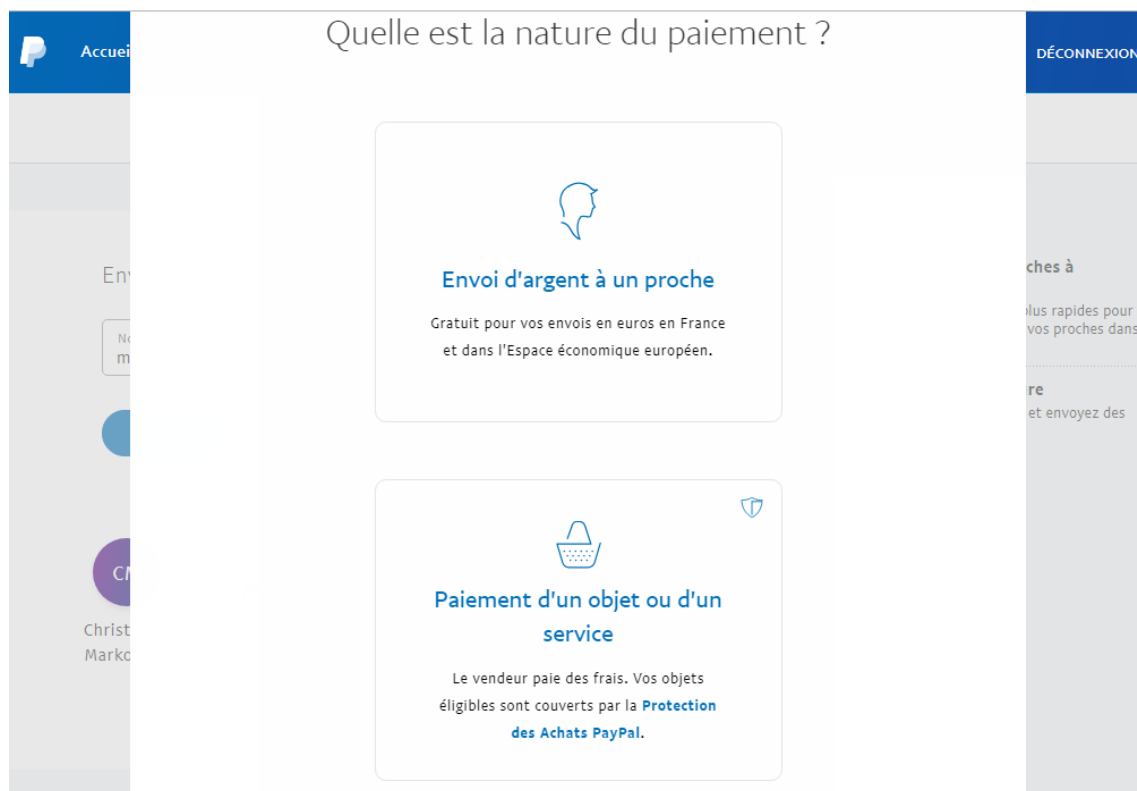 Quelle est la nature du paiement ?
Accuei
DÉCONNEXION
Envoi d'argent à un proche
Gratuit pour vos envois en euros en France
et dans l'Espace économique européen.
Env
No
m
CM
Christ
Marko
ches à
plus rapides pour
vos proches dans
re
et envoyez des
Paiement d'un objet ou d'un
service
Le vendeur paie des frais. Vos objets
éligibles sont couverts par la Protection
des Achats PayPal.